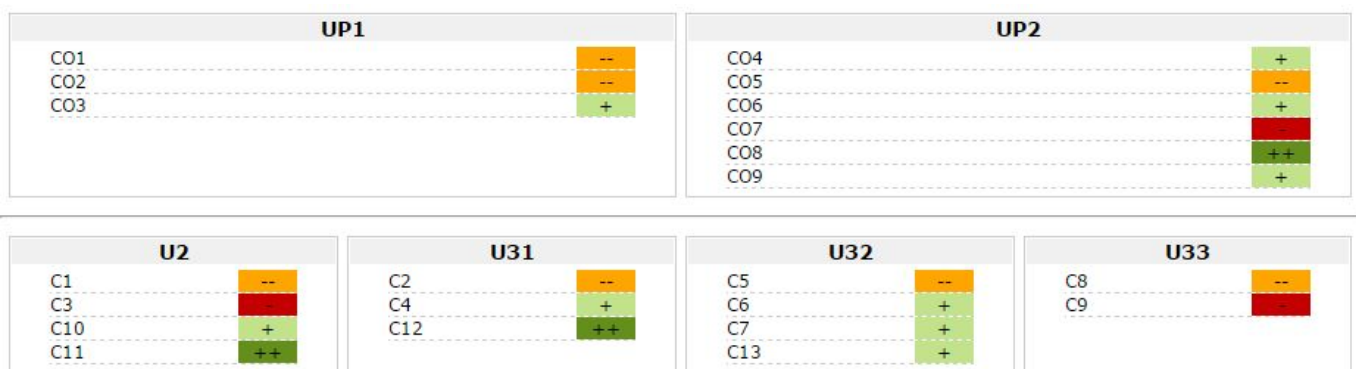 UP1
CO1 --
CO2 --
CO3 +
UP2
CO4 +
CO5 --
CO6 +
CO7 -
CO8 ++
CO9 +
U2
C1 --
C3 -
C10 +
C11 ++
U31
C2 --
C4 +
C12 ++
U32
C5 --
C6 +
C7 +
C13 +
U33
C8 --
C9 -